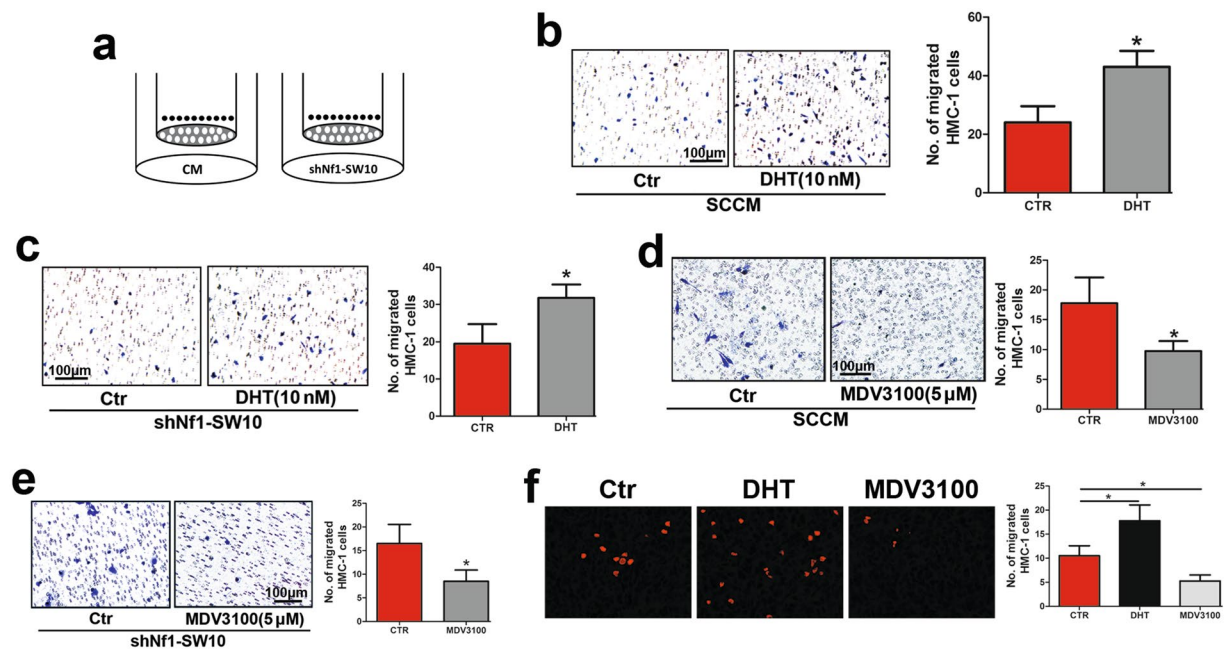 a
CM
shNf1-SW10
b
100μm
Ctr
DHT(10 nM)
SCCM
No. of migrated
HMC-1 cells
60
40
20
0
*
CTR
DHT
c
100μm
Ctr
DHT(10 nM)
shNf1-SW10
No. of migrated
HMC-1 cells
40
30
20
10
0
*
CTR
DHT
d
100μm
Ctr
MDV3100(5 μM)
SCCM
No. of migrated
HMC-1 cells
25
20
15
10
5
0
*
CTR
MDV3100
e
100μm
Ctr
MDV3100(5 μM)
shNf1-SW10
No. of migrated
HMC-1 cells
25
20
15
10
5
0
*
CTR
MDV3100
f
Ctr
DHT
MDV3100
No. of migrated
HMC-1 cells
25
20
15
10
5
0
*
*
CTR
DHT
MDV3100